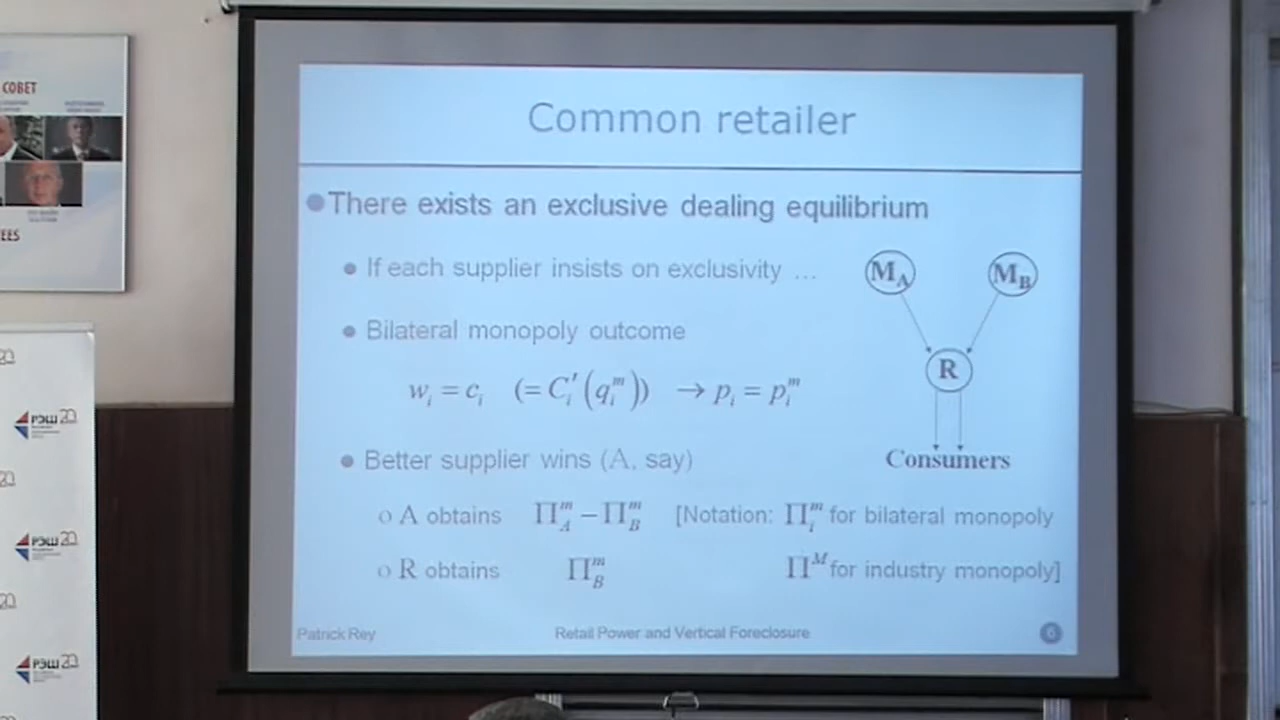 СОВЕТ
EES
20
РЭШ 20
20
РЭШ 20
20
РЭШ 20
Common retailer
There exists an exclusive dealing equilibrium
If each supplier insists on exclusivity ...
Bilateral monopoly outcome
w_i = c_i (= C_i'(q_i^m)) → p_i = p_i^m
Better supplier wins (A, say)
o A obtains Π_A^m − Π_B^m [Notation: Π_i^m for bilateral monopoly
o R obtains Π_B^m Π^M for industry monopoly]
M_A M_B
R
Consumers
Patrick Rey Retail Power and Vertical Foreclosure 6